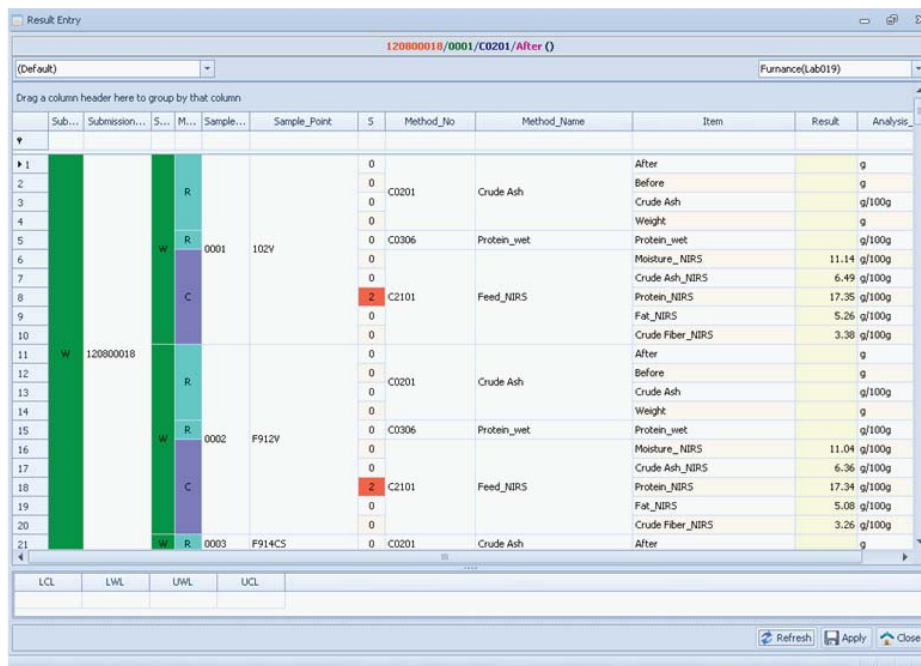 Result Entry
120800018/0001/C0201/After ()
(Default) Furnance(Lab019)
Drag a column header here to group by that column
Sub... Submission... S... M... Sample... Sample_Point S Method_No Method_Name Item Result Analysis_
1 0 After g
2 0 Before g
R C0201 Crude Ash
3 0 Crude Ash g/100g
4 0 Weight g
5 R 0 C0306 Protein_wet Protein_wet g/100g
W 0001 102V
6 0 Moisture_ NIRS 11.14 g/100g
7 0 Crude Ash_NIRS 6.49 g/100g
8 C 2 C2101 Feed_NIRS Protein_NIRS 17.35 g/100g
9 0 Fat_NIRS 5.26 g/100g
10 0 Crude Fiber_NIRS 3.38 g/100g
11 W 120800018 0 After g
12 0 Before g
R C0201 Crude Ash
13 0 Crude Ash g/100g
14 0 Weight g
15 R 0 C0306 Protein_wet Protein_wet g/100g
W 0002 F912V
16 0 Moisture_ NIRS 11.04 g/100g
17 0 Crude Ash_NIRS 6.36 g/100g
18 C 2 C2101 Feed_NIRS Protein_NIRS 17.34 g/100g
19 0 Fat_NIRS 5.08 g/100g
20 0 Crude Fiber_NIRS 3.26 g/100g
21 W R 0003 F914CS 0 C0201 Crude Ash After g
LCL LWL UWL UCL
Refresh Apply Close